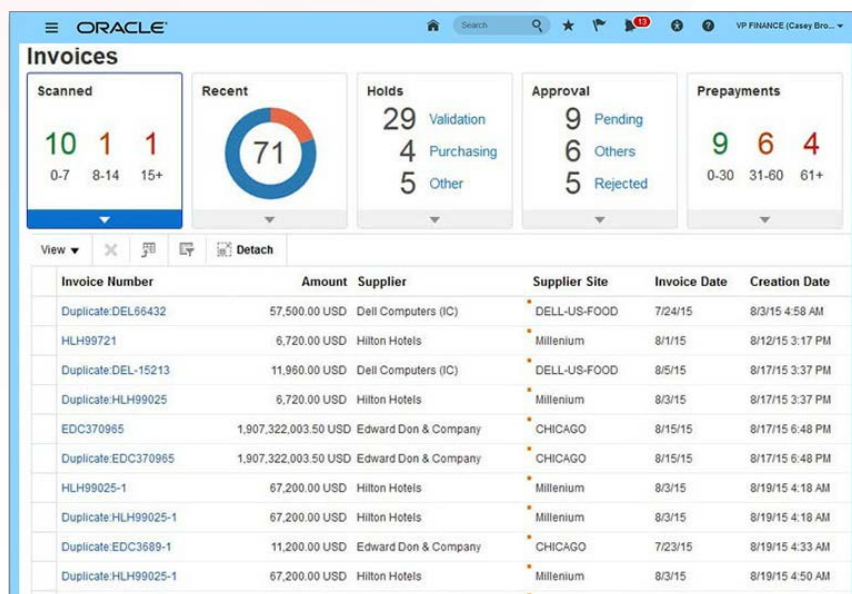 ORACLE
Search
13
VP FINANCE (Casey Bro...
Invoices
Scanned
10 1 1
0-7 8-14 15+
Recent
71
Holds
29 Validation
4 Purchasing
5 Other
Approval
9 Pending
6 Others
5 Rejected
Prepayments
9 6 4
0-30 31-60 61+
View Detach
Invoice Number Amount Supplier Supplier Site Invoice Date Creation Date
Duplicate:DEL66432 57,500.00 USD Dell Computers (IC) DELL-US-FOOD 7/24/15 8/3/15 4:58 AM
HLH99721 6,720.00 USD Hilton Hotels Millenium 8/1/15 8/12/15 3:17 PM
Duplicate:DEL-15213 11,960.00 USD Dell Computers (IC) DELL-US-FOOD 8/5/15 8/17/15 3:37 PM
Duplicate:HLH99025 6,720.00 USD Hilton Hotels Millenium 8/3/15 8/17/15 3:37 PM
EDC370965 1,907,322,003.50 USD Edward Don & Company CHICAGO 8/15/15 8/17/15 6:48 PM
Duplicate:EDC370965 1,907,322,003.50 USD Edward Don & Company CHICAGO 8/15/15 8/17/15 6:48 PM
HLH99025-1 67,200.00 USD Hilton Hotels Millenium 8/3/15 8/19/15 4:18 AM
Duplicate:HLH99025-1 67,200.00 USD Hilton Hotels Millenium 8/3/15 8/19/15 4:18 AM
Duplicate:EDC3689-1 11,200.00 USD Edward Don & Company CHICAGO 7/23/15 8/19/15 4:33 AM
Duplicate:HLH99025-1 67,200.00 USD Hilton Hotels Millenium 8/3/15 8/19/15 4:50 AM